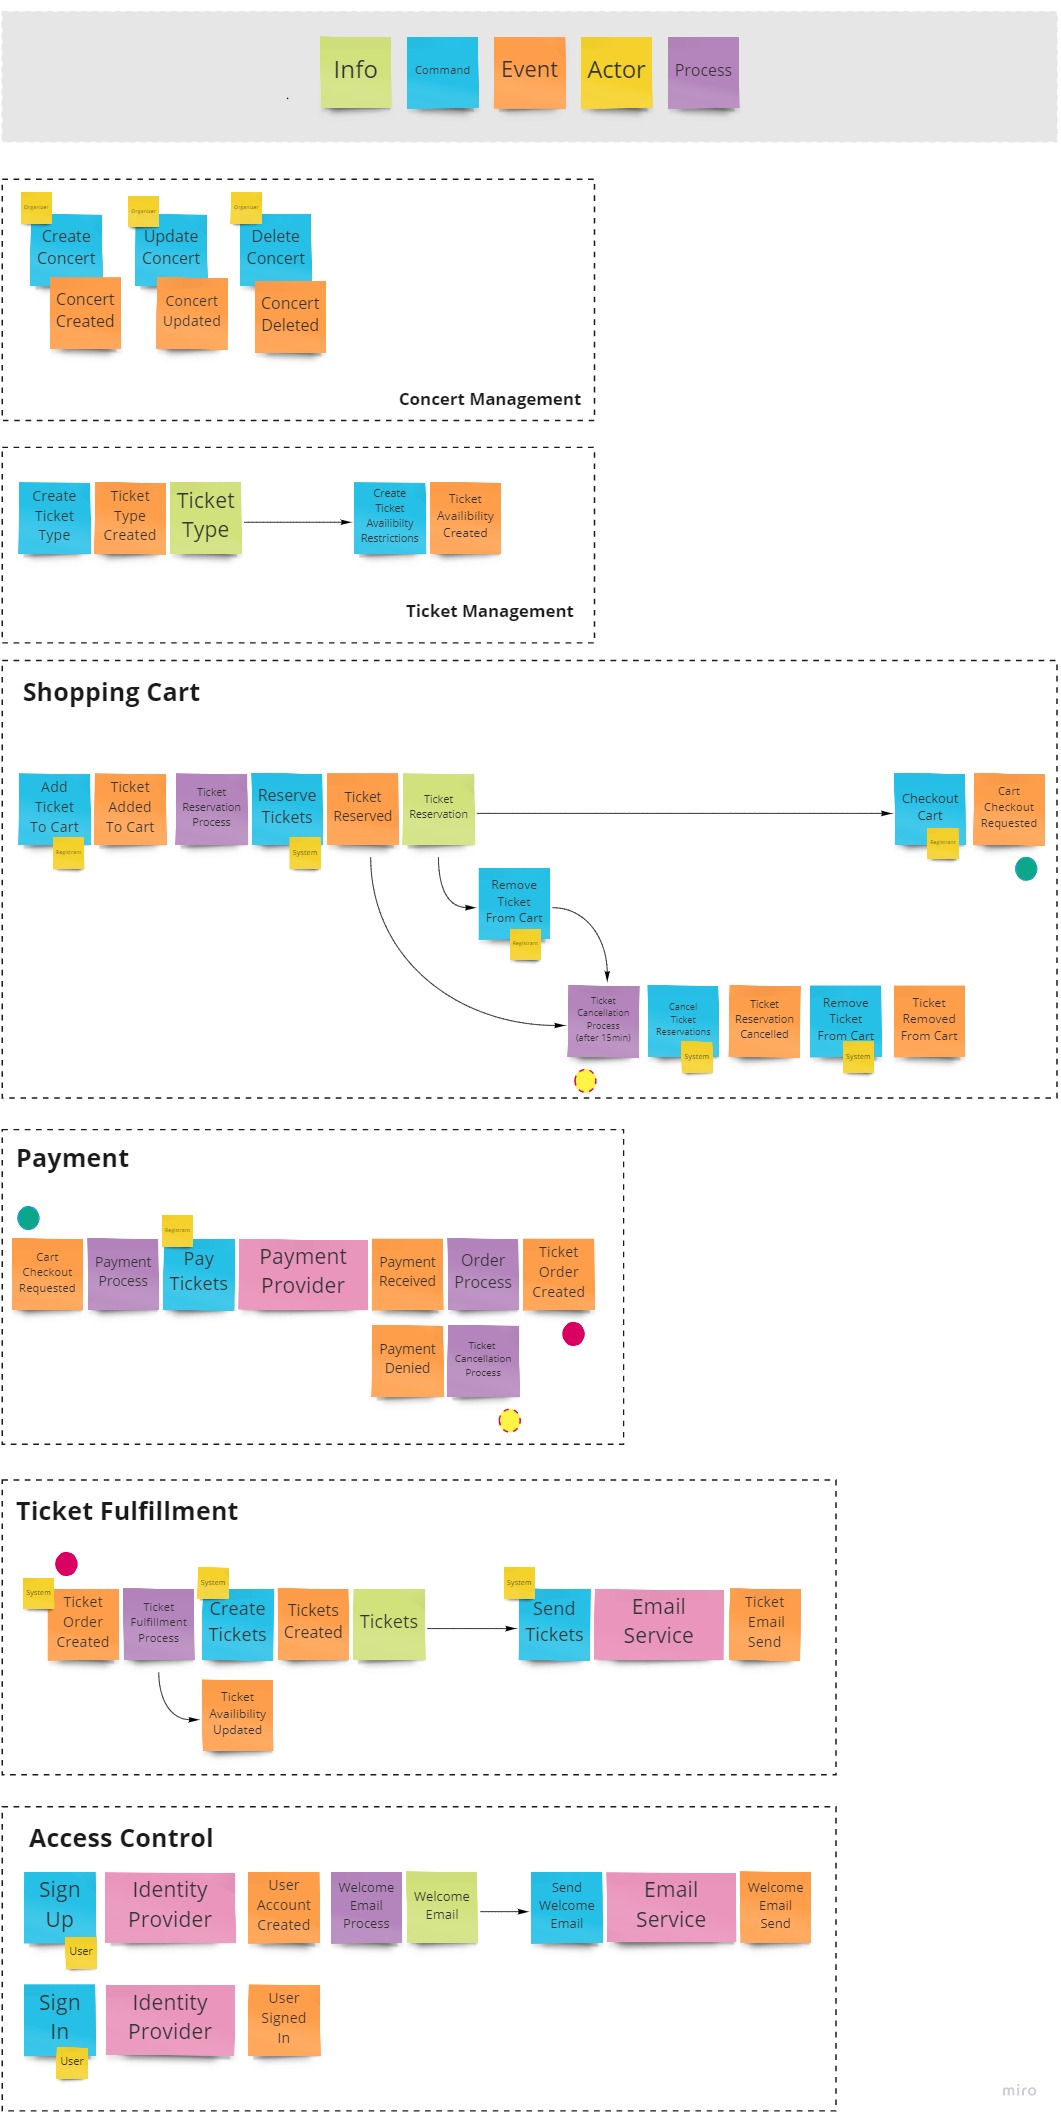 Info
Command
Event
Actor
Process
Organizer
Create
Concert
Concert
Created
Organizer
Update
Concert
Concert
Updated
Organizer
Delete
Concert
Concert
Deleted
Concert Management
Create
Ticket
Type
Ticket
Type
Created
Ticket
Type
Create
Ticket
Availibilty
Restrictions
Ticket
Availibility
Created
Ticket Management
Shopping Cart
Add
Ticket
To Cart
Registrant
Ticket
Added
To Cart
Ticket
Reservation
Process
Reserve
Tickets
System
Ticket
Reserved
Ticket
Reservation
Checkout
Cart
Registrant
Cart
Checkout
Requested
Remove
Ticket
From Cart
Registrant
Ticket
Cancellation
Process
(after 15min)
Cancel
Ticket
Reservations
System
Ticket
Reservation
Cancelled
Remove
Ticket
From Cart
System
Ticket
Removed
From Cart
Payment
Cart
Checkout
Requested
Payment
Process
Registrant
Pay
Tickets
Payment
Provider
Payment
Received
Order
Process
Ticket
Order
Created
Payment
Denied
Ticket
Cancellation
Process
Ticket Fulfillment
System
Ticket
Order
Created
Ticket
Fulfillment
Process
System
Create
Tickets
Tickets
Created
Tickets
System
Send
Tickets
Email
Service
Ticket
Email
Send
Ticket
Availibility
Updated
Access Control
Sign
Up
User
Identity
Provider
User
Account
Created
Welcome
Email
Process
Welcome
Email
Send
Welcome
Email
Email
Service
Welcome
Email
Send
Sign
In
User
Identity
Provider
User
Signed
In
miro